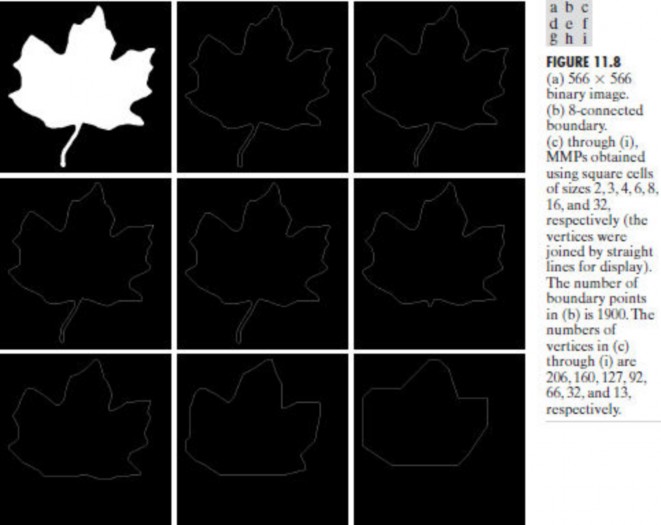 a b c
d e f
g h i
FIGURE 11.8
(a) 566 × 566
binary image.
(b) 8-connected
boundary.
(c) through (i),
MMPs obtained
using square cells
of sizes 2, 3, 4, 6, 8,
16, and 32,
respectively (the
vertices were
joined by straight
lines for display).
The number of
boundary points
in (b) is 1900. The
numbers of
vertices in (c)
through (i) are
206, 160, 127, 92,
66, 32, and 13,
respectively.